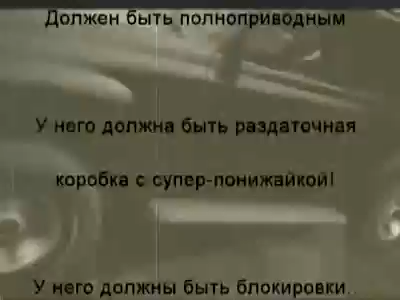 Должен быть полноприводным
У него должна быть раздаточная
коробка с супер-понижайкой!
У него должны быть блокировки..